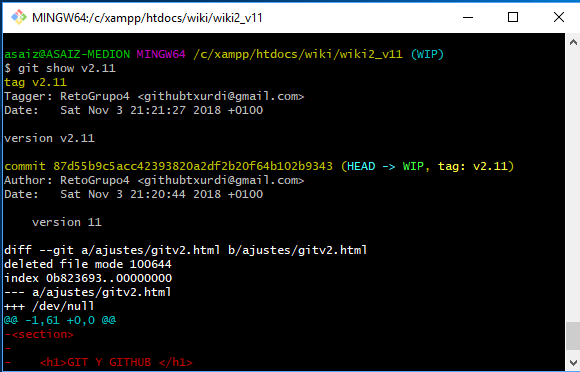 MINGW64:/c/xampp/htdocs/wiki/wiki2_v11
asaiz@ASAIZ-MEDION MINGW64 /c/xampp/htdocs/wiki/wiki2_v11 (WIP)
$ git show v2.11
tag v2.11
Tagger: RetoGrupo4 <githubtxurdi@gmail.com>
Date:   Sat Nov 3 21:21:27 2018 +0100
version v2.11
commit 87d55b9c5acc42393820a2df2b20f64b102b9343 (HEAD -> WIP, tag: v2.11)
Author: RetoGrupo4 <githubtxurdi@gmail.com>
Date:   Sat Nov 3 21:20:44 2018 +0100
    version 11
diff --git a/ajustes/gitv2.html b/ajustes/gitv2.html
deleted file mode 100644
index 0b823693..00000000
--- a/ajustes/gitv2.html
+++ /dev/null
@@ -1,61 +0,0 @@
-<section>
-
-    <h1>GIT Y GITHUB </h1>